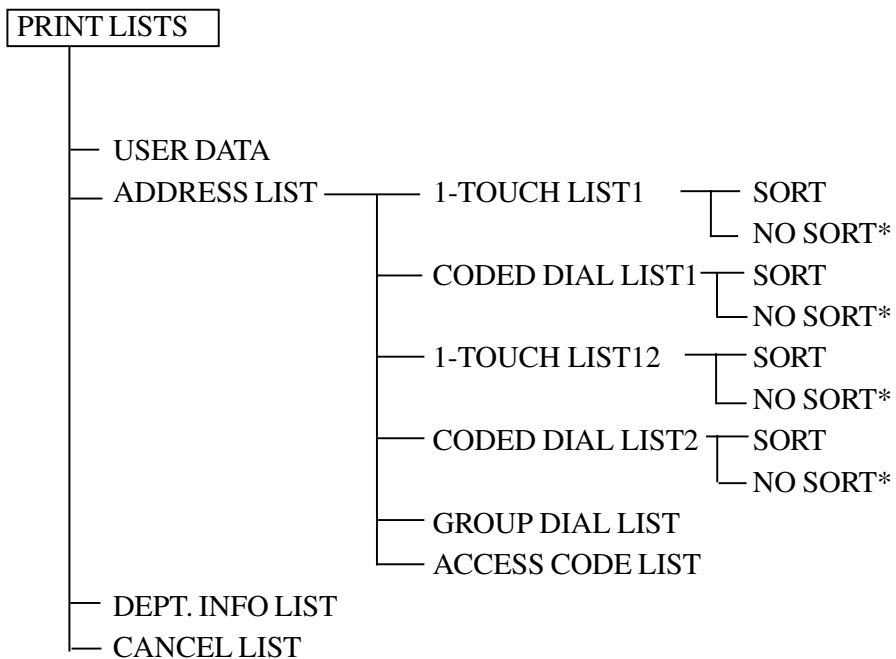 PRINT LISTS
USER DATA
ADDRESS LIST 1-TOUCH LIST1 SORT
NO SORT*
CODED DIAL LIST1 SORT
NO SORT*
1-TOUCH LIST12 SORT
NO SORT*
CODED DIAL LIST2 SORT
NO SORT*
GROUP DIAL LIST
ACCESS CODE LIST
DEPT. INFO LIST
CANCEL LIST